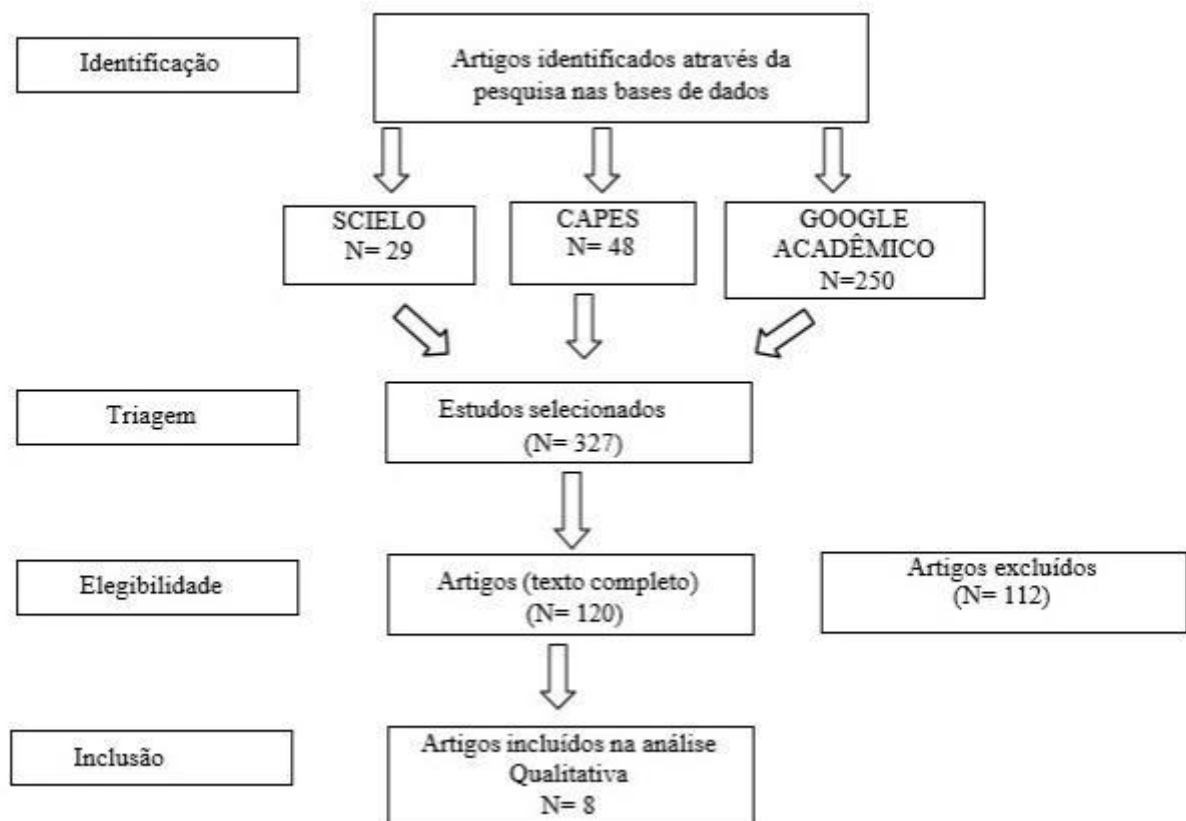 Identificação
Artigos identificados através da
pesquisa nas bases de dados
SCIELO
N= 29
CAPES
N= 48
GOOGLE
ACADÊMICO
N=250
Triagem
Estudos selecionados
(N= 327)
Elegibilidade
Artigos (texto completo)
(N= 120)
Artigos excluídos
(N= 112)
Inclusão
Artigos incluídos na análise
Qualitativa
N= 8